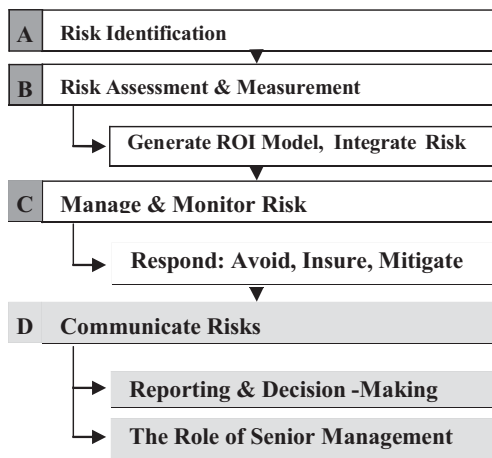 A Risk Identification
B Risk Assessment & Measurement
Generate ROI Model, Integrate Risk
C Manage & Monitor Risk
Respond: Avoid, Insure, Mitigate
D Communicate Risks
Reporting & Decision -Making
The Role of Senior Management